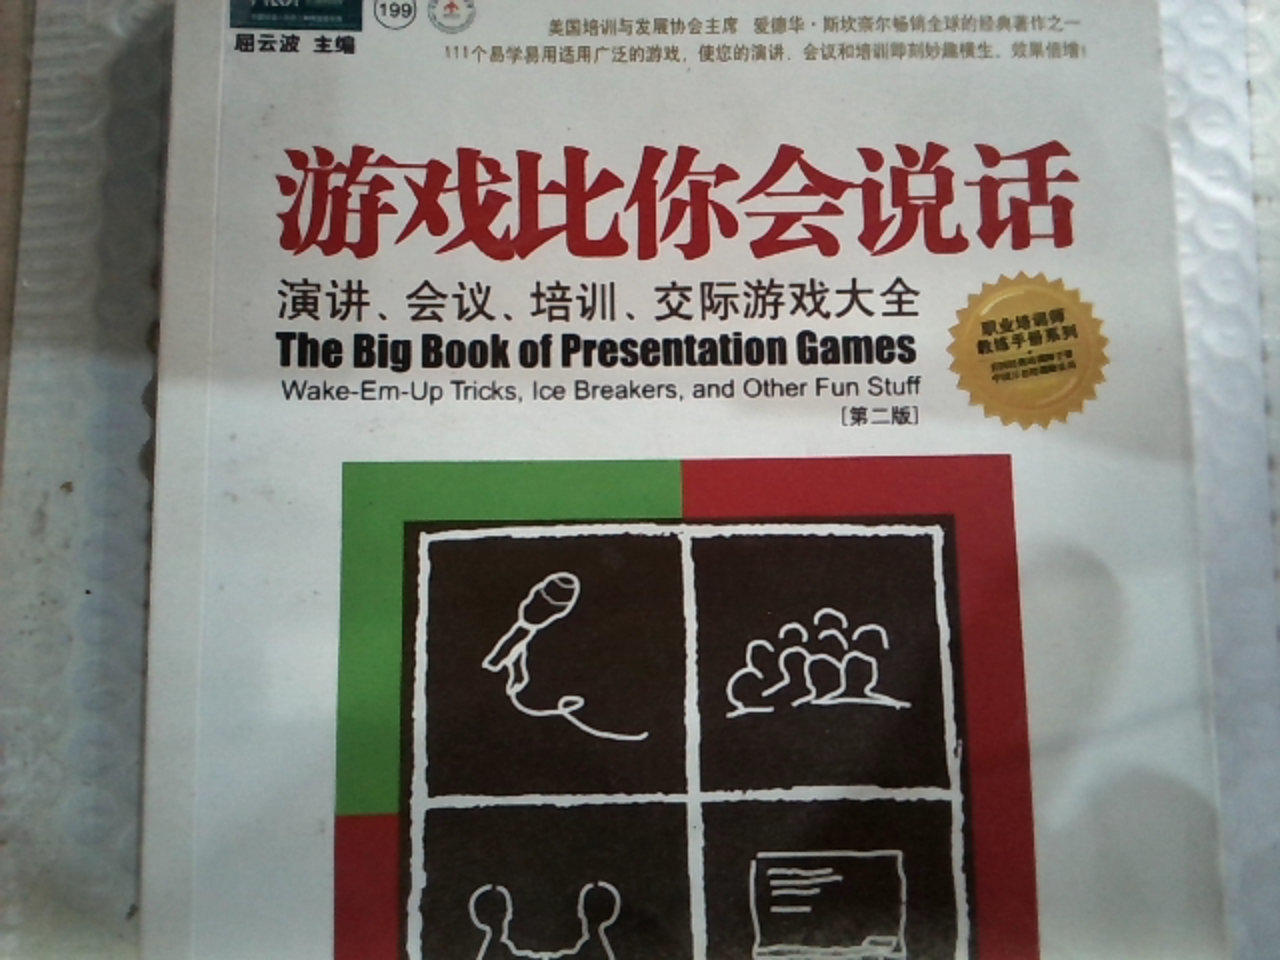 199
屈云波 主编
美国培训与发展协会主席 爱德华·斯坎奈尔畅销全球的经典著作之一
111个易学易用适用广泛的游戏，使您的演讲、会议和培训即刻妙趣横生，效果倍增！
游戏比你会说话
演讲、会议、培训、交际游戏大全
The Big Book of Presentation Games
Wake-Em-Up Tricks, Ice Breakers, and Other Fun Stuff
[第二版]
职业培训师
教练手册系列